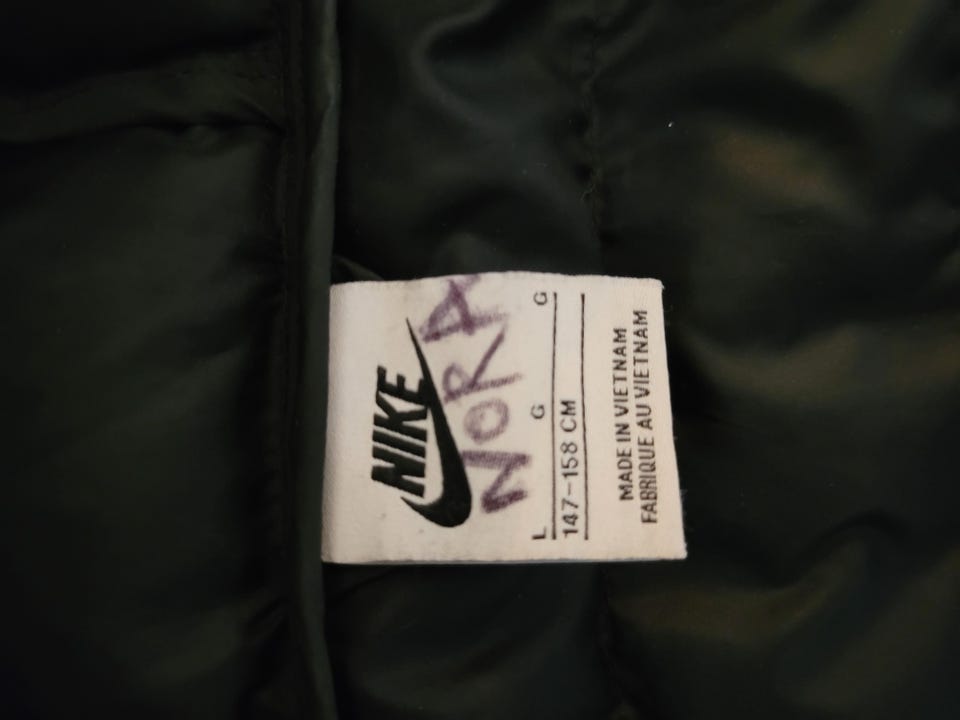 NIKE
NORA
L G G
147-158 CM
MADE IN VIETNAM
FABRIQUE AU VIETNAM